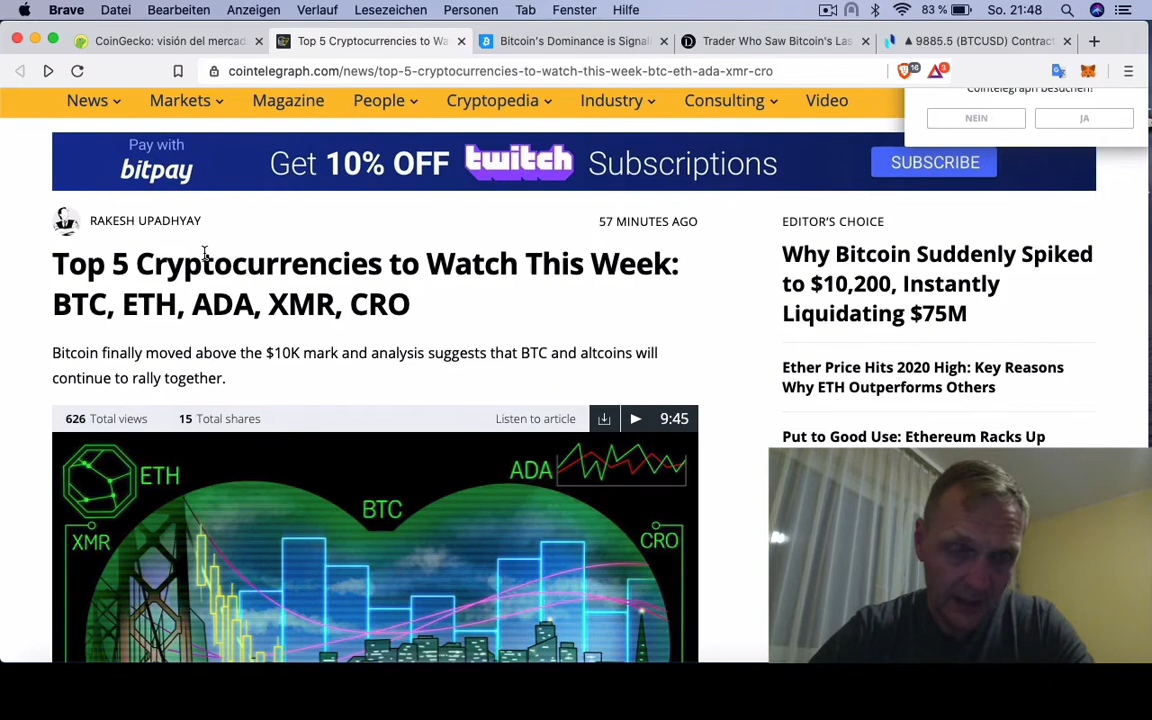 Brave Datei Bearbeiten Anzeigen Verlauf Lesezeichen Personen Tab Fenster Hilfe 83 % So. 21:48
CoinGecko: visión del mercad Top 5 Cryptocurrencies to Wa Bitcoin's Dominance is Signali Trader Who Saw Bitcoin's Las ▲ 9885.5 (BTCUSD) Contract
cointelegraph.com/news/top-5-cryptocurrencies-to-watch-this-week-btc-eth-ada-xmr-cro 16 3
Cointelegraph besuchen?
News Markets Magazine People Cryptopedia Industry Consulting Video
NEIN JA
Pay with
bitpay
Get 10% OFF twitch Subscriptions
SUBSCRIBE
RAKESH UPADHYAY 57 MINUTES AGO
Top 5 Cryptocurrencies to Watch This Week:
BTC, ETH, ADA, XMR, CRO
Bitcoin finally moved above the $10K mark and analysis suggests that BTC and altcoins will
continue to rally together.
626 Total views 15 Total shares Listen to article 9:45
ETH
ADA
BTC
XMR
CRO
EDITOR'S CHOICE
Why Bitcoin Suddenly Spiked
to $10,200, Instantly
Liquidating $75M
Ether Price Hits 2020 High: Key Reasons
Why ETH Outperforms Others
Put to Good Use: Ethereum Racks Up